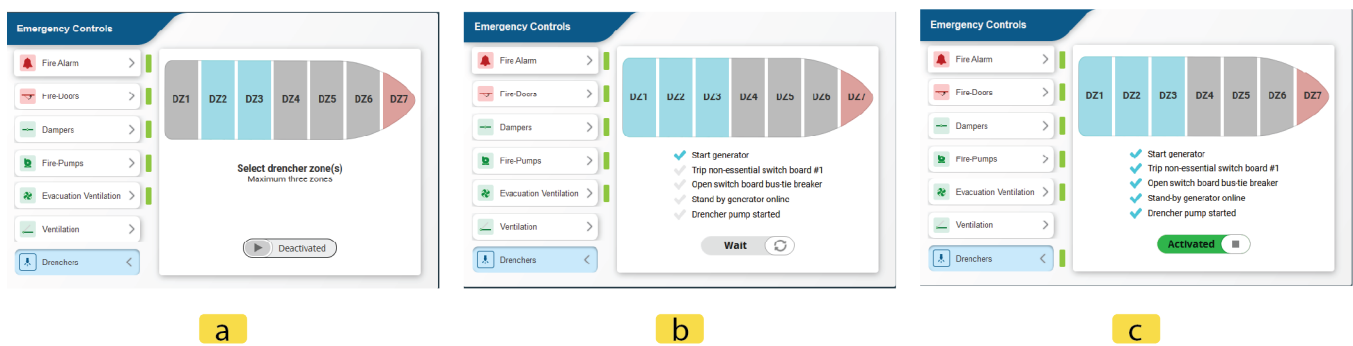 Emergency Controls
Fire Alarm
Fire-Doors
Dampers
Fire-Pumps
Evacuation Ventilation
Ventilation
Drenchers
DZ1 DZ2 DZ3 DZ4 DZ5 DZ6 DZ7
Select drencher zone(s)
Maximum three zones
Deactivated
a
Emergency Controls
Fire Alarm
Fire-Doors
Dampers
Fire-Pumps
Evacuation Ventilation
Ventilation
Drenchers
DZ1 DZ2 DZ3 DZ4 DZ5 DZ6 DZ7
Start generator
Trip non-essential switch board #1
Open switch board bus-tie breaker
Stand by generator online
Drencher pump started
Wait
b
Emergency Controls
Fire Alarm
Fire-Doors
Dampers
Fire-Pumps
Evacuation Ventilation
Ventilation
Drenchers
DZ1 DZ2 DZ3 DZ4 DZ5 DZ6 DZ7
Start generator
Trip non-essential switch board #1
Open switch board bus-tie breaker
Stand-by generator online
Drencher pump started
Activated
c